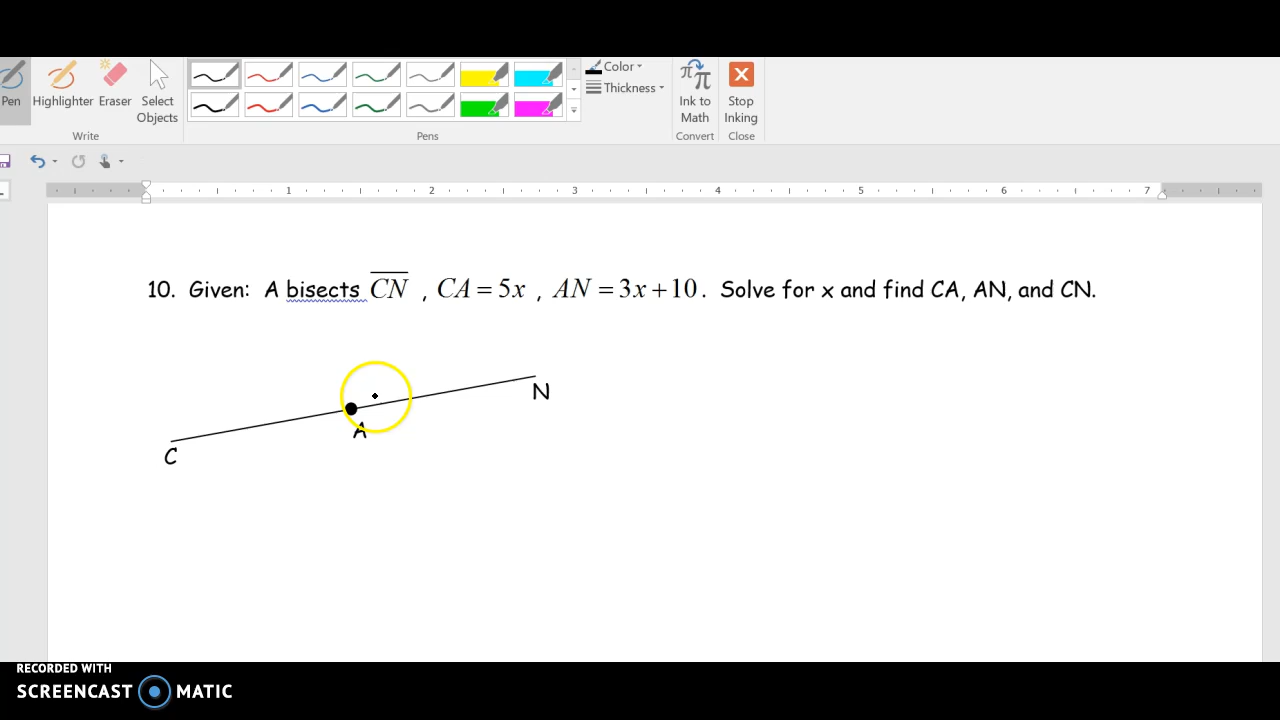 Pen
Highlighter
Eraser
Select Objects
Write
Pens
Color
Thickness
Ink to Math
Convert
Stop Inking
Close
1 2 3 4 5 6 7
10. Given: A bisects \overline{CN} , CA = 5x , AN = 3x + 10 . Solve for x and find CA, AN, and CN.
N
A
C
RECORDED WITH
SCREENCAST MATIC